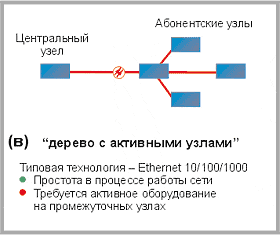 Абонентские узлы
Центральный
узел
(в) “дерево с активными узлами”
Типовая технология – Ethernet 10/100/1000
Простота в процессе работы сети
Требуется активное оборудование
на промежуточных узлах